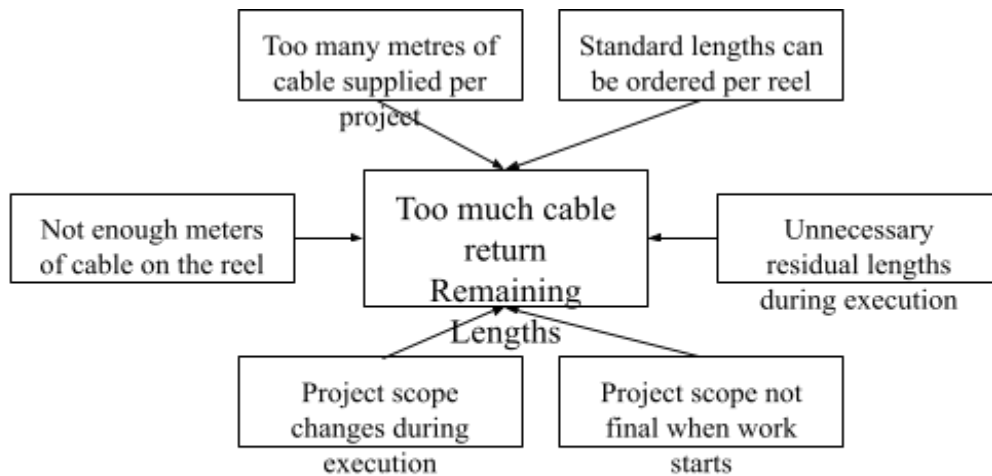 Too many metres of
cable supplied per
project
Standard lengths can
be ordered per reel
Not enough meters
of cable on the reel
Too much cable
return
Remaining
Lengths
Unnecessary
residual lengths
during execution
Project scope
changes during
execution
Project scope not
final when work
starts